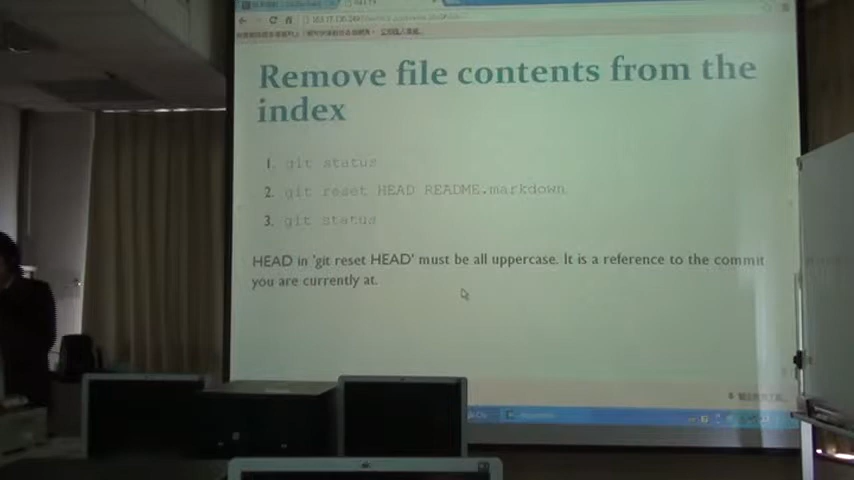 Remove file contents from the
index
1. git status
2. git reset HEAD README.markdown
3. git status
HEAD in 'git reset HEAD' must be all uppercase. It is a reference to the commit
you are currently at.